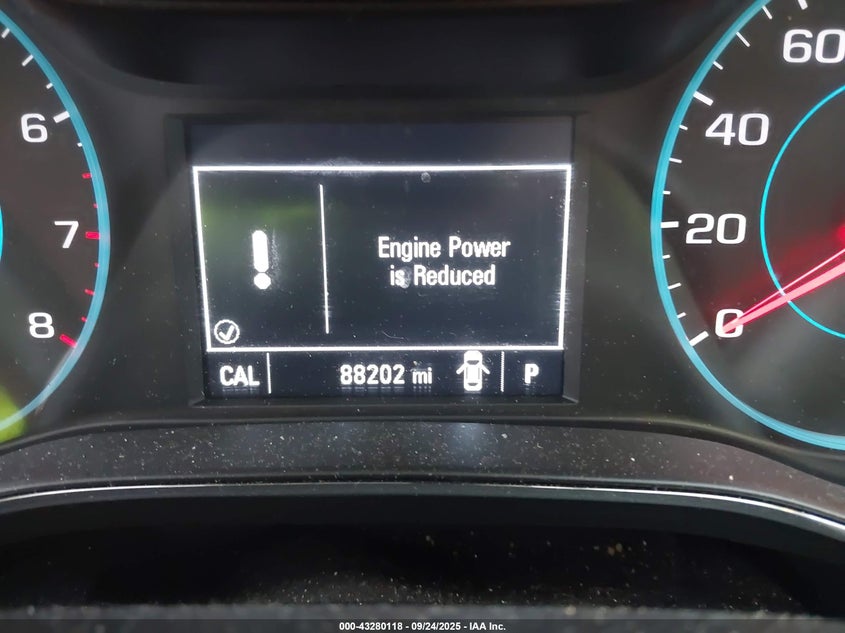 6
7
8
Engine Power
is Reduced
CAL
88202 mi
P
60
40
20
0
000-43280118 - 09/24/2025 - IAA Inc.